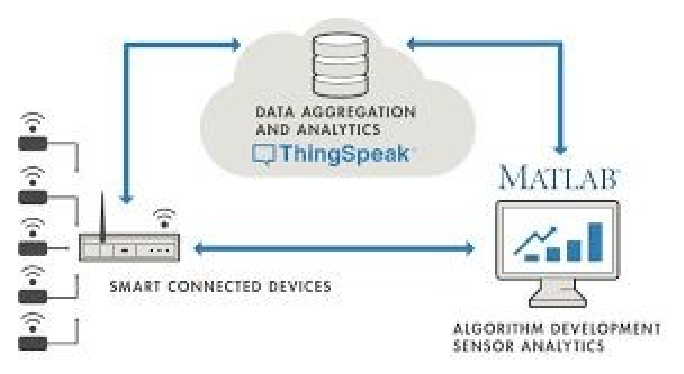 DATA AGGREGATION
AND ANALYTICS
ThingSpeak
MATLAB®
SMART CONNECTED DEVICES
ALGORITHM DEVELOPMENT
SENSOR ANALYTICS